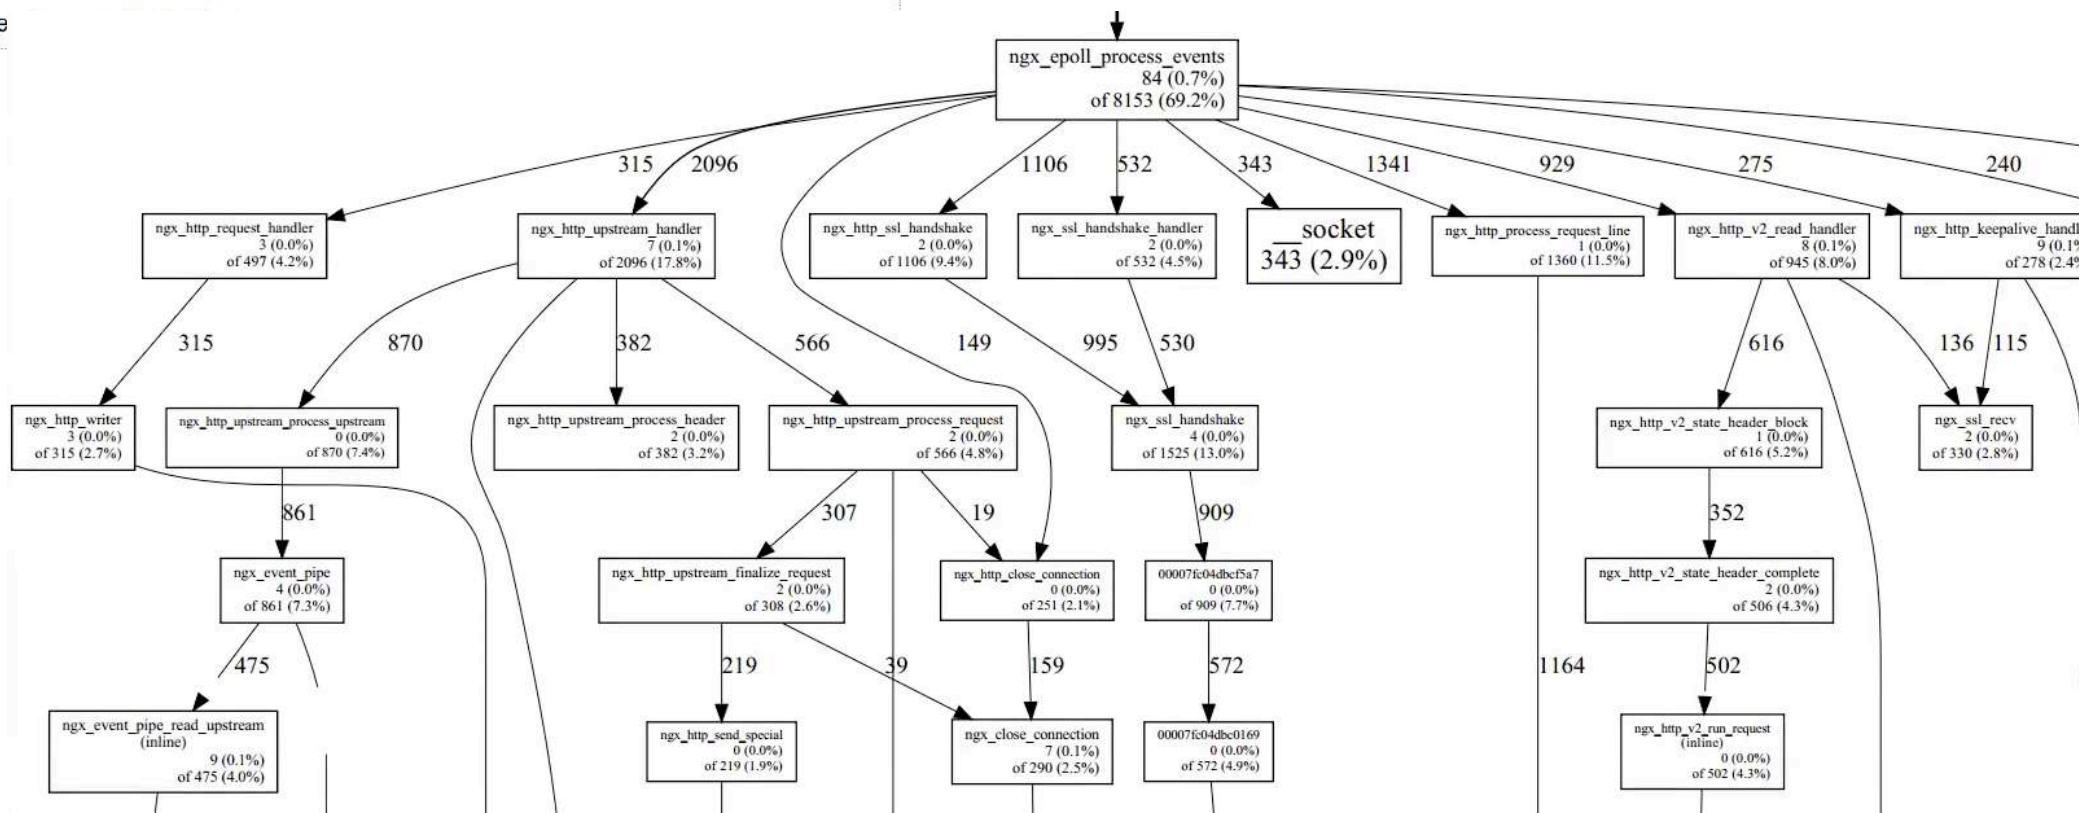 e
ngx_epoll_process_events
84 (0.7%)
of 8153 (69.2%)
315
2096
1106
532
343
1341
929
275
240
ngx_http_request_handler
3 (0.0%)
of 497 (4.2%)
ngx_http_upstream_handler
7 (0.1%)
of 2096 (17.8%)
ngx_http_ssl_handshake
2 (0.0%)
of 1106 (9.4%)
ngx_ssl_handshake_handler
2 (0.0%)
of 532 (4.5%)
__socket
343 (2.9%)
ngx_http_process_request_line
1 (0.0%)
of 1360 (11.5%)
ngx_http_v2_read_handler
8 (0.1%)
of 945 (8.0%)
ngx_http_keepalive_handl
9 (0.1%
of 278 (2.4%
315
870
382
566
149
995
530
616
136
115
ngx_http_writer
3 (0.0%)
of 315 (2.7%)
ngx_http_upstream_process_upstream
0 (0.0%)
of 870 (7.4%)
ngx_http_upstream_process_header
2 (0.0%)
of 382 (3.2%)
ngx_http_upstream_process_request
2 (0.0%)
of 566 (4.8%)
ngx_ssl_handshake
4 (0.0%)
of 1525 (13.0%)
ngx_http_v2_state_header_block
1 (0.0%)
of 616 (5.2%)
ngx_ssl_recv
2 (0.0%)
of 330 (2.8%)
861
307
19
909
352
ngx_event_pipe
4 (0.0%)
of 861 (7.3%)
ngx_http_upstream_finalize_request
2 (0.0%)
of 308 (2.6%)
ngx_http_close_connection
0 (0.0%)
of 251 (2.1%)
00007fc04dbcf5a7
0 (0.0%)
of 909 (7.7%)
ngx_http_v2_state_header_complete
2 (0.0%)
of 506 (4.3%)
475
219
39
159
572
1164
502
ngx_event_pipe_read_upstream
(inline)
9 (0.1%)
of 475 (4.0%)
ngx_http_send_special
0 (0.0%)
of 219 (1.9%)
ngx_close_connection
7 (0.1%)
of 290 (2.5%)
00007fc04dbc0169
0 (0.0%)
of 572 (4.9%)
ngx_http_v2_run_request
(inline)
0 (0.0%)
of 502 (4.3%)